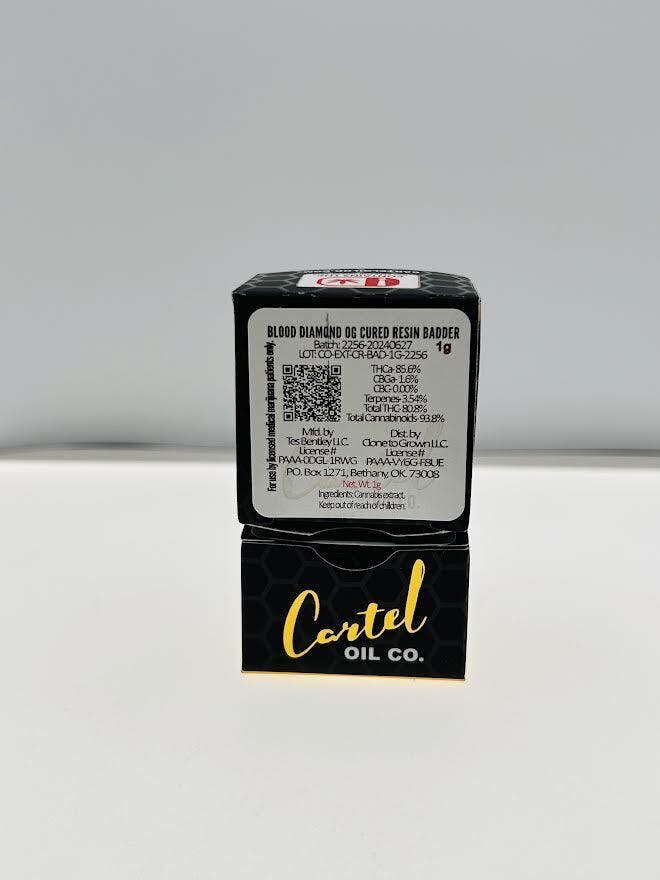 BLOOD DIAMOND OG CURED RESIN BADDER
Batch: 2256-20240627
1g
LOT: CO-EXT-CR-BAD-1G-2256
THCa- 85.6%
CBGa- 1.6%
CBC- 0.00%
Terpenes- 3.54%
Total THC- 80.8%
Total Cannabinoids- 93.8%
For use by licensed medical marijuana patients only.
Mfd. by
Tes Bentley LLC.
License #
PAAA-0DGL-1RWG
Dist. by
Clone to Grown LLC.
License #
PAAA-VY6G-F8UE
P.O. Box 1271, Bethany, OK. 73008
Net. Wt. 1g.
Ingredients: Cannabis extract.
Keep out of reach of children.
Cartel
OIL CO.